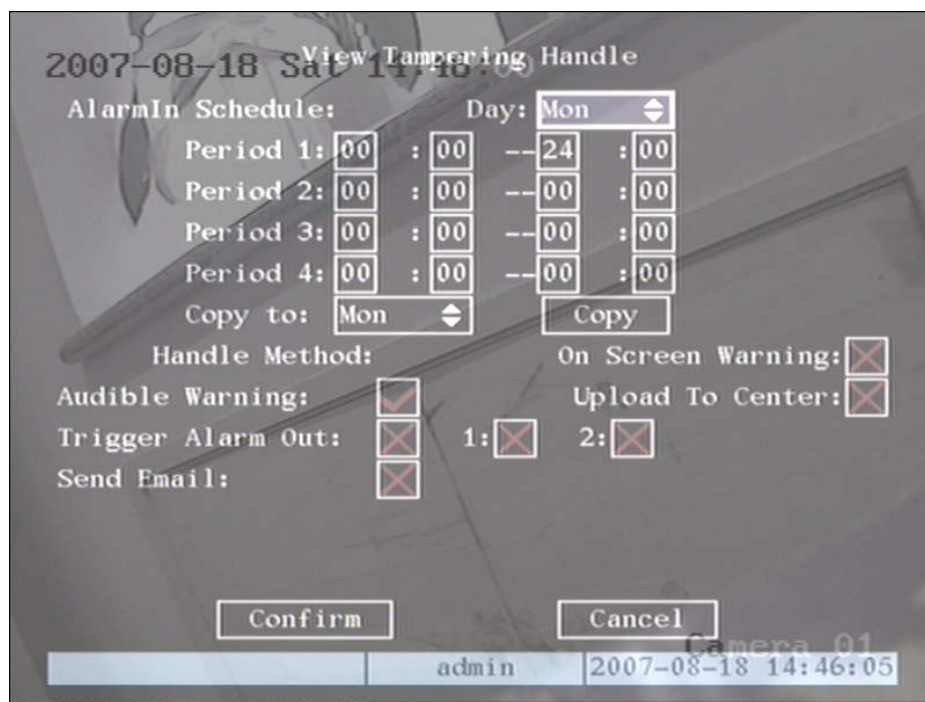 View Tampering Handle
2007-08-18 Sat 14:46:
AlarmIn Schedule: Day: Mon
Period 1: 00 : 00 --24 : 00
Period 2: 00 : 00 --00 : 00
Period 3: 00 : 00 --00 : 00
Period 4: 00 : 00 --00 : 00
Copy to: Mon Copy
Handle Method: On Screen Warning:
Audible Warning: Upload To Center:
Trigger Alarm Out: 1: 2:
Send Email:
Confirm Cancel
Camera 01
admin 2007-08-18 14:46:05